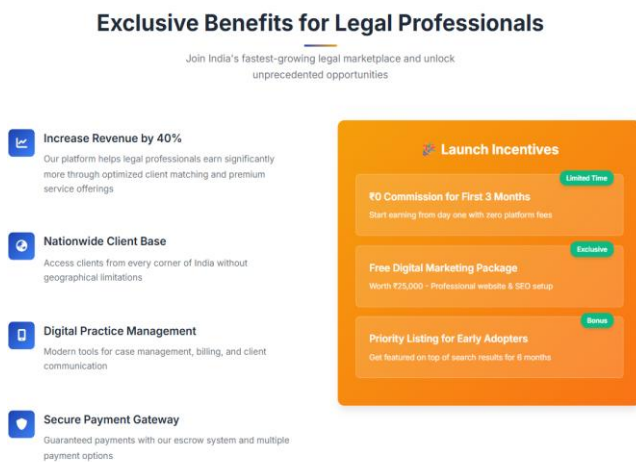 Exclusive Benefits for Legal Professionals
Join India's fastest-growing legal marketplace and unlock
unprecedented opportunities
Increase Revenue by 40%
Our platform helps legal professionals earn significantly
more through optimized client matching and premium
service offerings
Nationwide Client Base
Access clients from every corner of India without
geographical limitations
Digital Practice Management
Modern tools for case management, billing, and client
communication
Secure Payment Gateway
Guaranteed payments with our escrow system and multiple
payment options
🎉 Launch Incentives
Limited Time
₹0 Commission for First 3 Months
Start earning from day one with zero platform fees
Exclusive
Free Digital Marketing Package
Worth ₹25,000 - Professional website & SEO setup
Bonus
Priority Listing for Early Adopters
Get featured on top of search results for 6 months